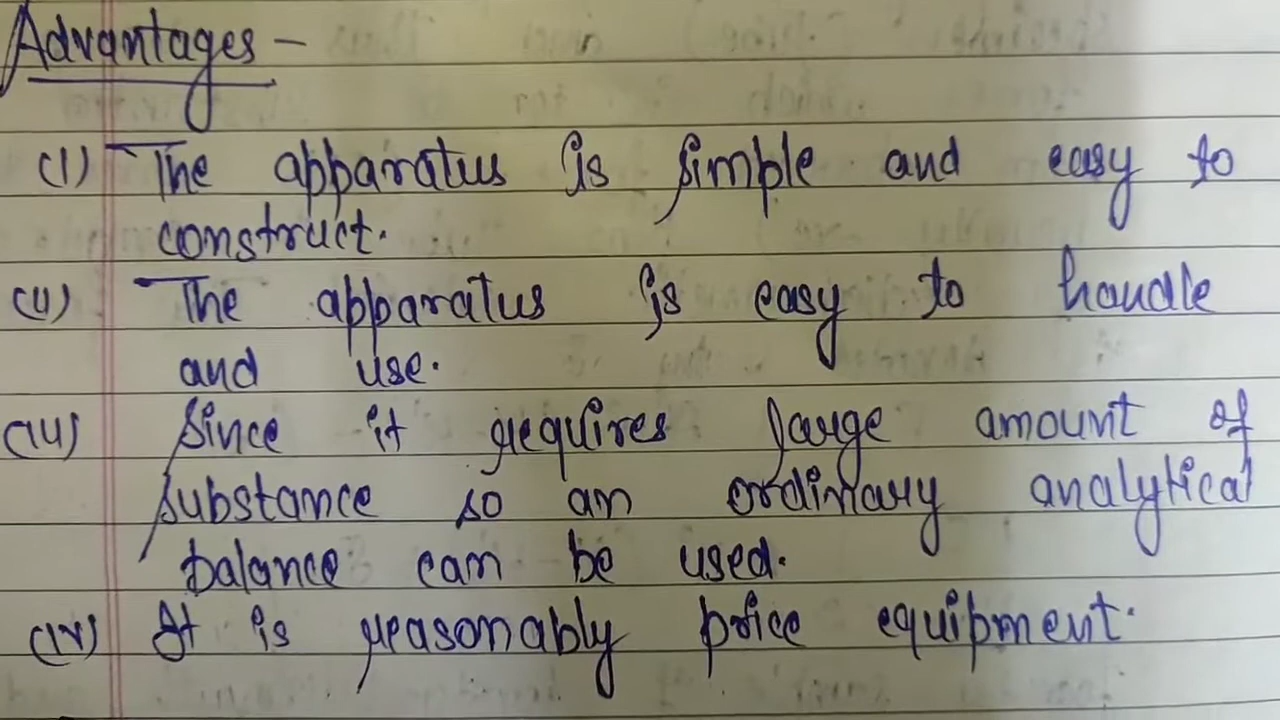 Advantages -
(i) The apparatus is simple and easy to
construct.
(ii) The apparatus is easy to handle
and use.
(iii) Since it requires large amount of
substance so an ordinary analytical
balance can be used.
(iv) It is reasonably price equipment.